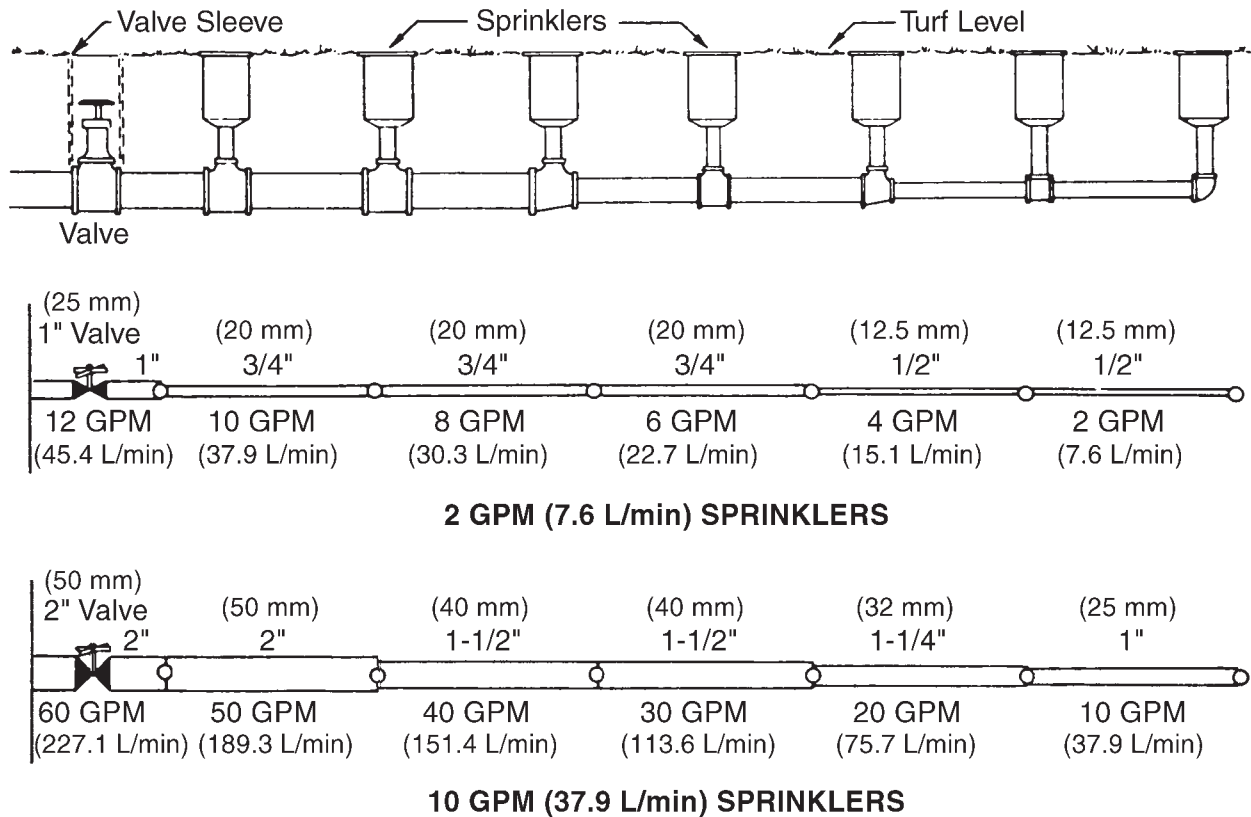 Valve Sleeve Sprinklers Turf Level
Valve
(25 mm)
1" Valve (20 mm) (20 mm) (20 mm) (12.5 mm) (12.5 mm)
1" 3/4" 3/4" 3/4" 1/2" 1/2"
12 GPM 10 GPM 8 GPM 6 GPM 4 GPM 2 GPM
(45.4 L/min) (37.9 L/min) (30.3 L/min) (22.7 L/min) (15.1 L/min) (7.6 L/min)
2 GPM (7.6 L/min) SPRINKLERS
(50 mm)
2" Valve (50 mm) (40 mm) (40 mm) (32 mm) (25 mm)
2" 2" 1-1/2" 1-1/2" 1-1/4" 1"
60 GPM 50 GPM 40 GPM 30 GPM 20 GPM 10 GPM
(227.1 L/min) (189.3 L/min) (151.4 L/min) (113.6 L/min) (75.7 L/min) (37.9 L/min)
10 GPM (37.9 L/min) SPRINKLERS